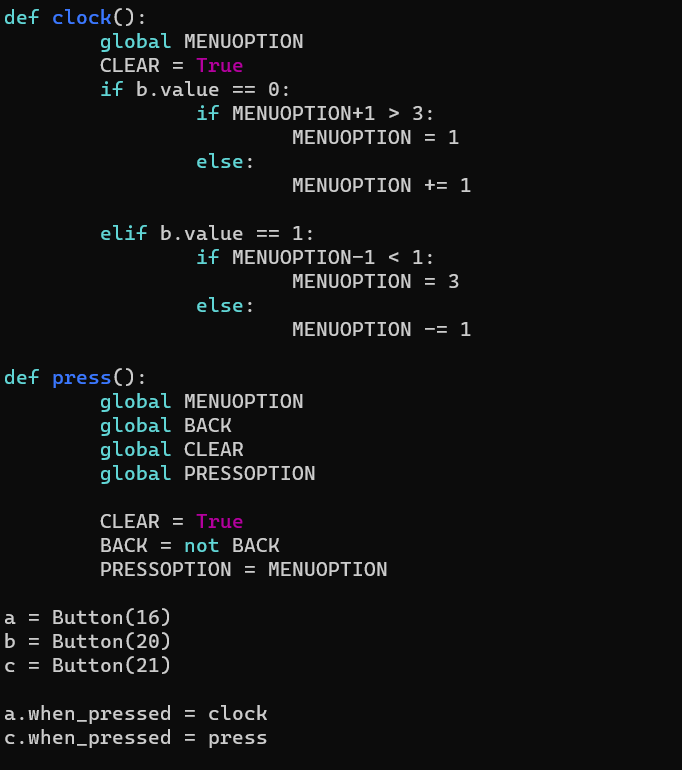 def clock():
        global MENUOPTION
        CLEAR = True
        if b.value == 0:
                if MENUOPTION+1 > 3:
                        MENUOPTION = 1
                else:
                        MENUOPTION += 1

        elif b.value == 1:
                if MENUOPTION-1 < 1:
                        MENUOPTION = 3
                else:
                        MENUOPTION -= 1

def press():
        global MENUOPTION
        global BACK
        global CLEAR
        global PRESSOPTION

        CLEAR = True
        BACK = not BACK
        PRESSOPTION = MENUOPTION

a = Button(16)
b = Button(20)
c = Button(21)

a.when_pressed = clock
c.when_pressed = press